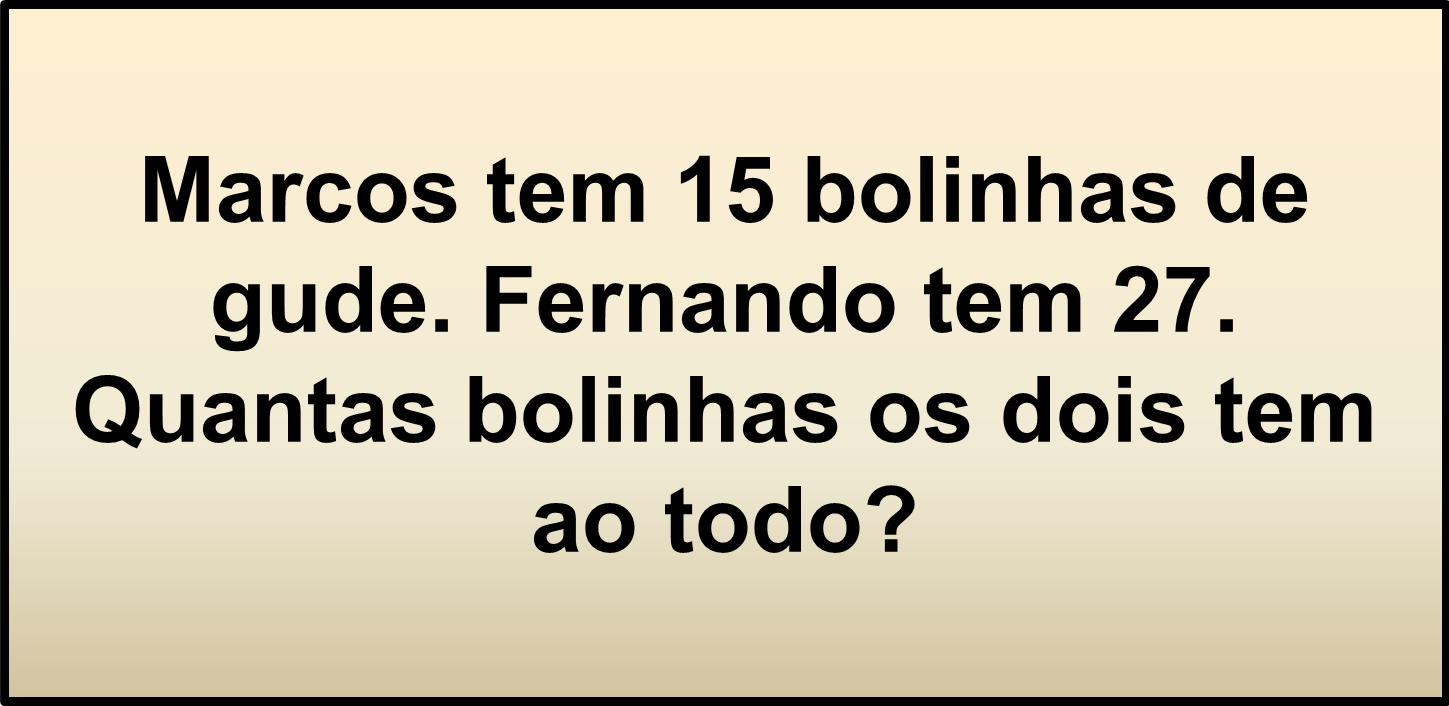 Marcos tem 15 bolinhas de
gude. Fernando tem 27.
Quantas bolinhas os dois tem
ao todo?